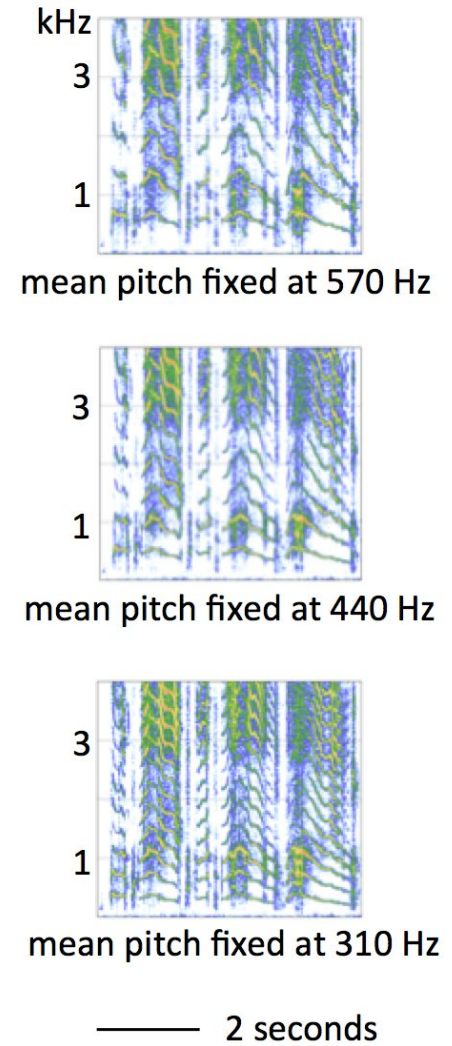 kHz
3
1
mean pitch fixed at 570 Hz
3
1
mean pitch fixed at 440 Hz
3
1
mean pitch fixed at 310 Hz
2 seconds